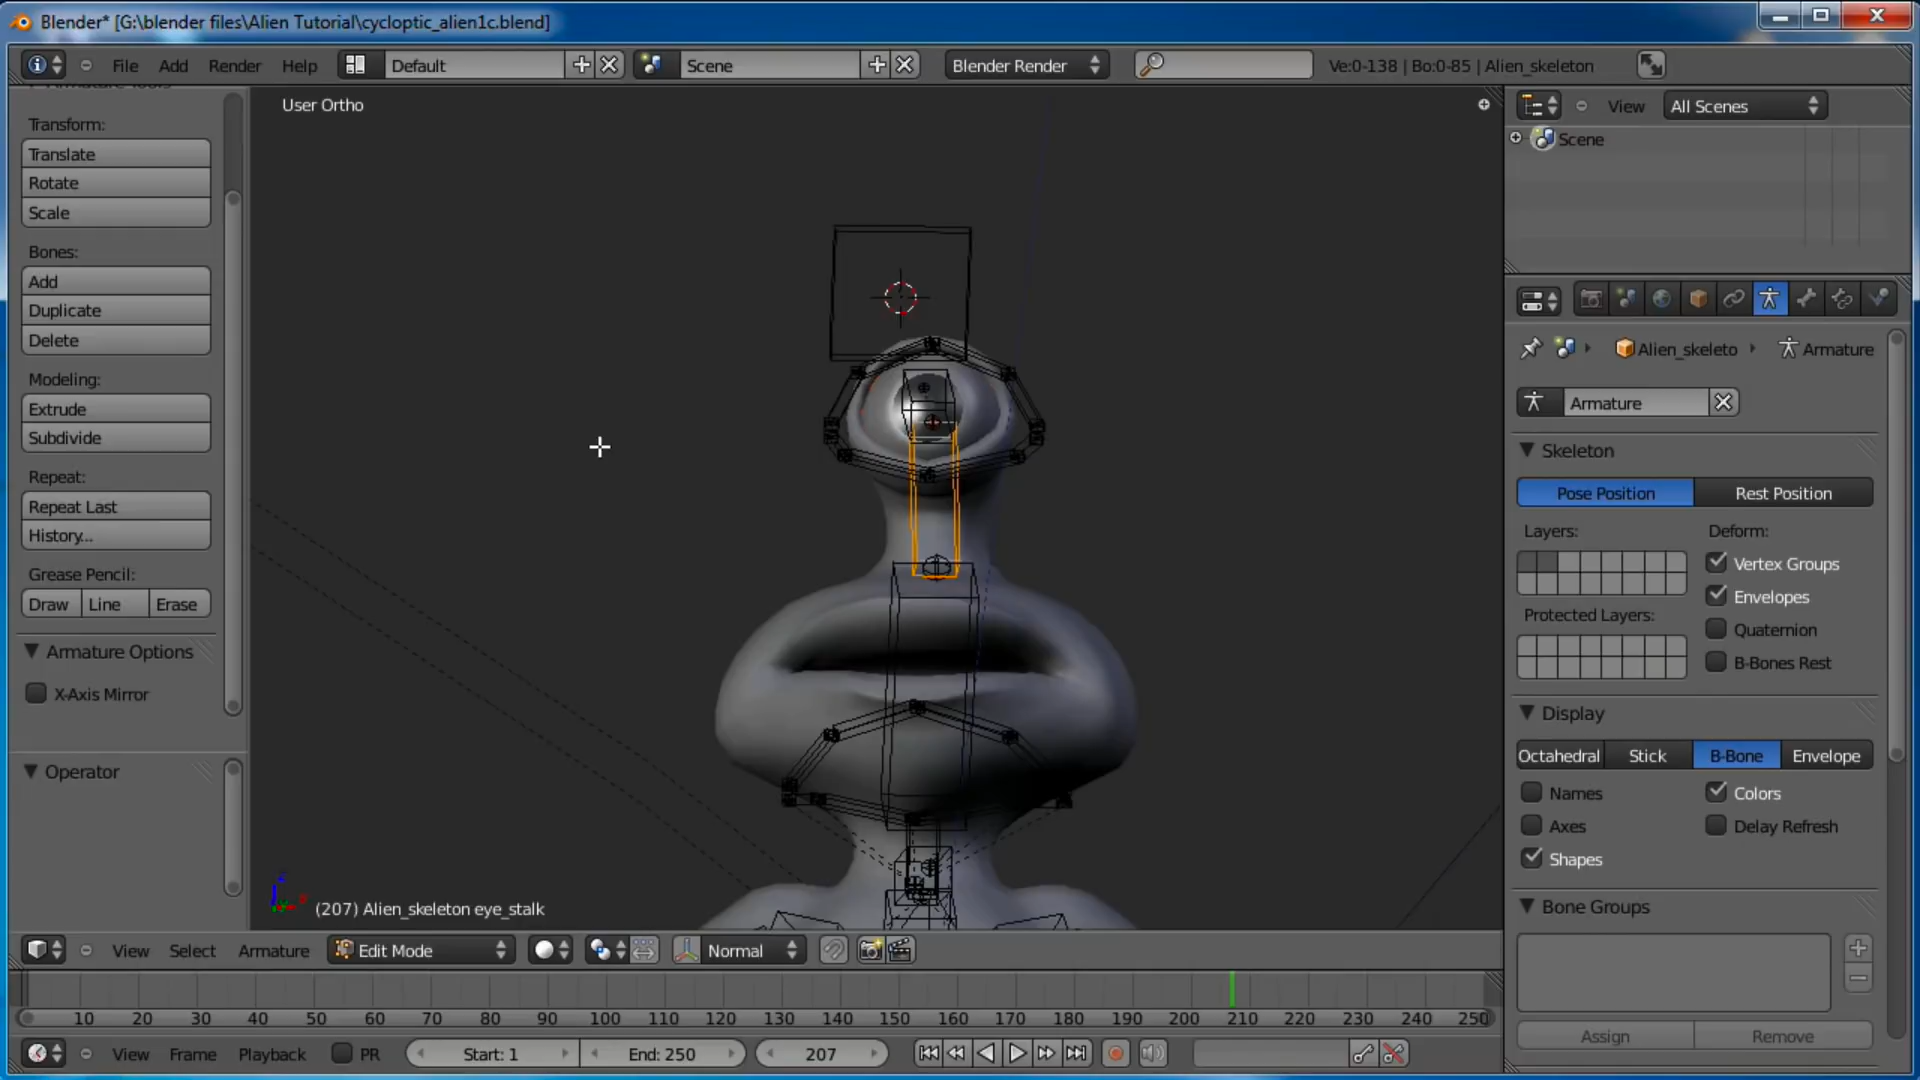 Blender* [G:\blender files\Alien Tutorial\cycloptic_alien1c.blend]
File Add Render Help Default Scene Blender Render Ve:0-138 | Bo:0-85 | Alien_skeleton
Armature Tools
Transform:
Translate
Rotate
Scale
Bones:
Add
Duplicate
Delete
Modeling:
Extrude
Subdivide
Repeat:
Repeat Last
History...
Grease Pencil:
Draw Line Erase
Armature Options
X-Axis Mirror
Operator
User Ortho
(207) Alien_skeleton eye_stalk
View All Scenes
Scene
Alien_skeleto Armature
Armature
Skeleton
Pose Position Rest Position
Layers: Deform:
Vertex Groups
Envelopes
Protected Layers: Quaternion
B-Bones Rest
Display
Octahedral Stick B-Bone Envelope
Names Colors
Axes Delay Refresh
Shapes
Bone Groups
Assign Remove
View Select Armature Edit Mode Normal
10 20 30 40 50 60 70 80 90 100 110 120 130 140 150 160 170 180 190 200 210 220 230 240 250
View Frame Playback PR Start: 1 End: 250 207